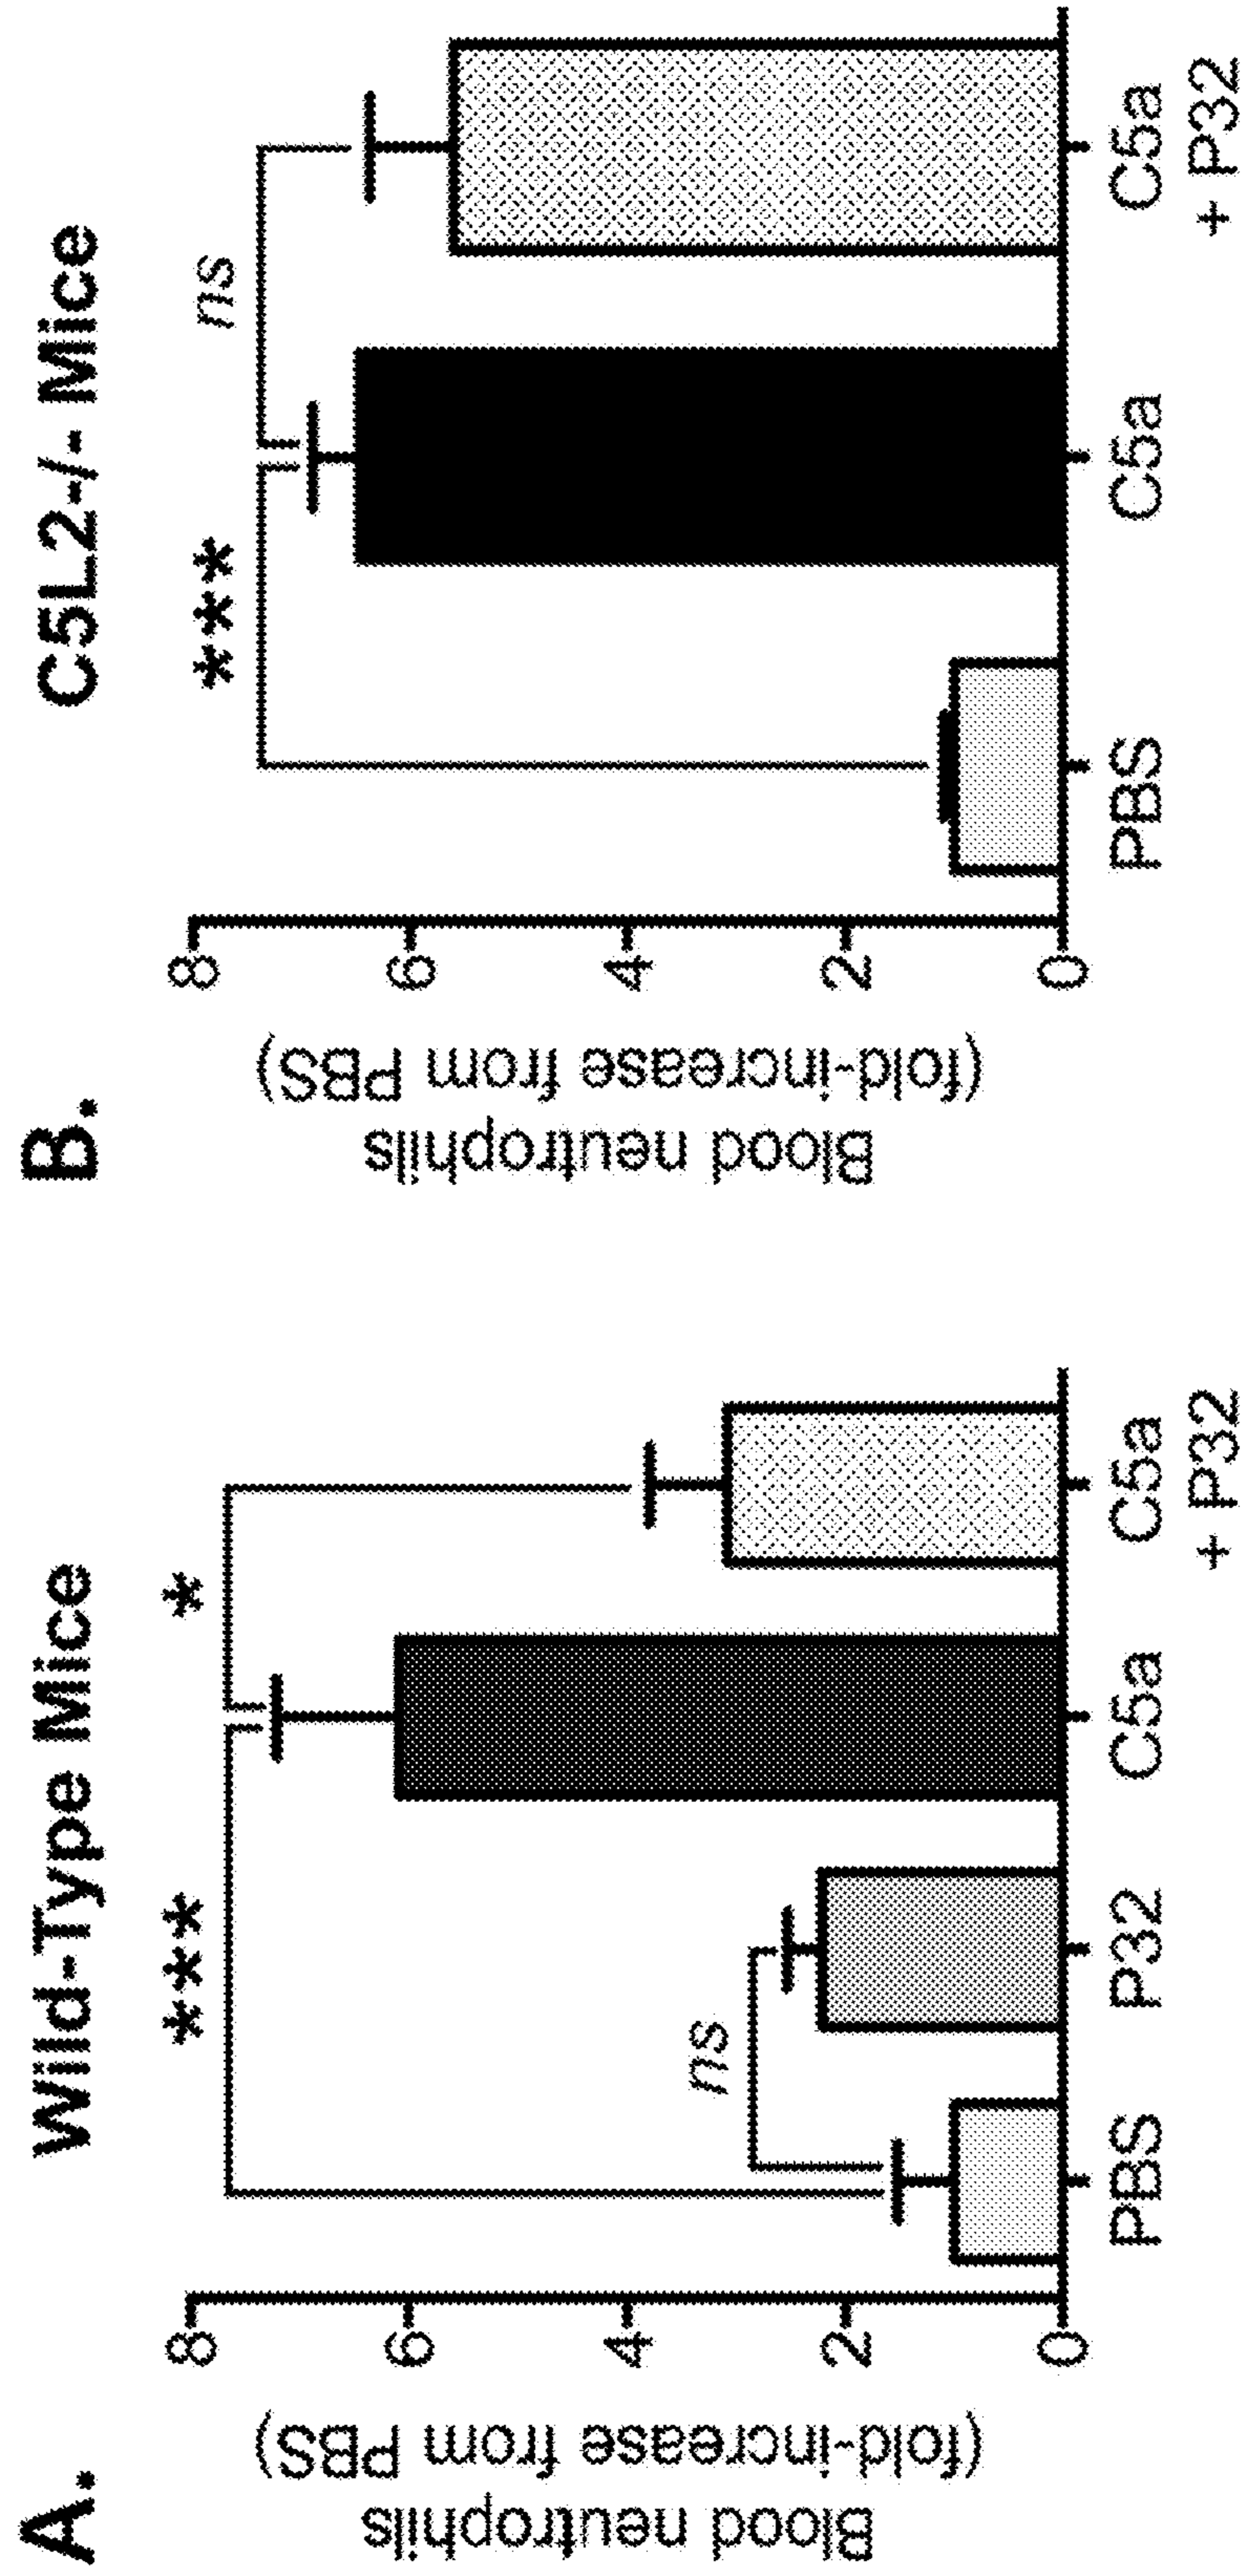 A.
Wild-Type Mice
Blood neutrophils
(fold-increase from PBS)
8
6
4
2
0
***
*
ns
PBS
P32
C5a
C5a
+ P32
B.
C5L2-/- Mice
Blood neutrophils
(fold-increase from PBS)
8
6
4
2
0
***
ns
PBS
C5a
C5a
+ P32